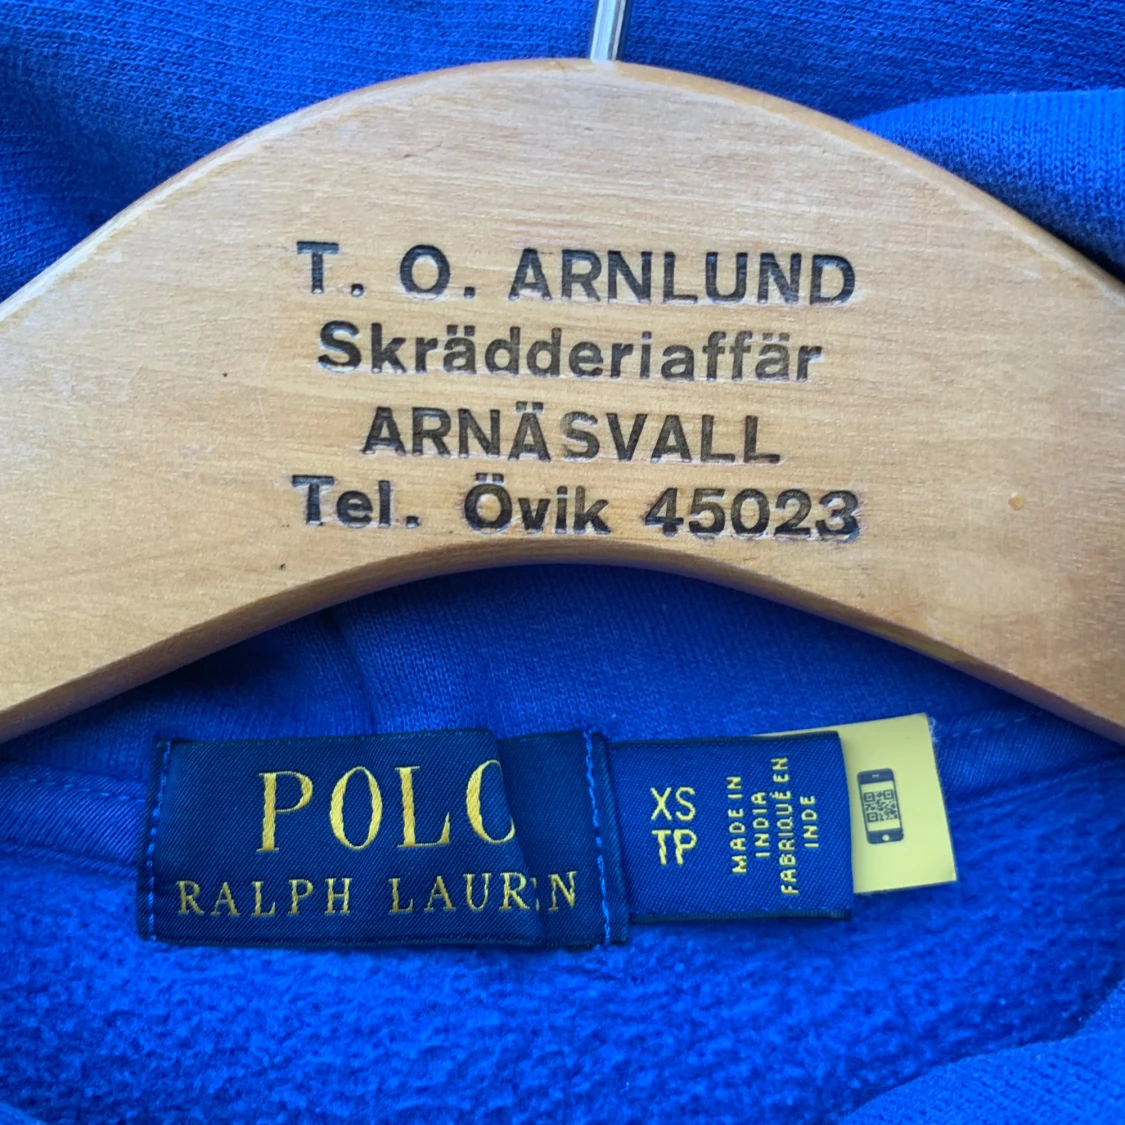 T. O. ARNLUND
Skrädderiaffär
ARNÄSVALL
Tel. Övik 45023
POLO
RALPH LAUREN
XS
TP
MADE IN
INDIA
FABRIQUÉ EN
INDE